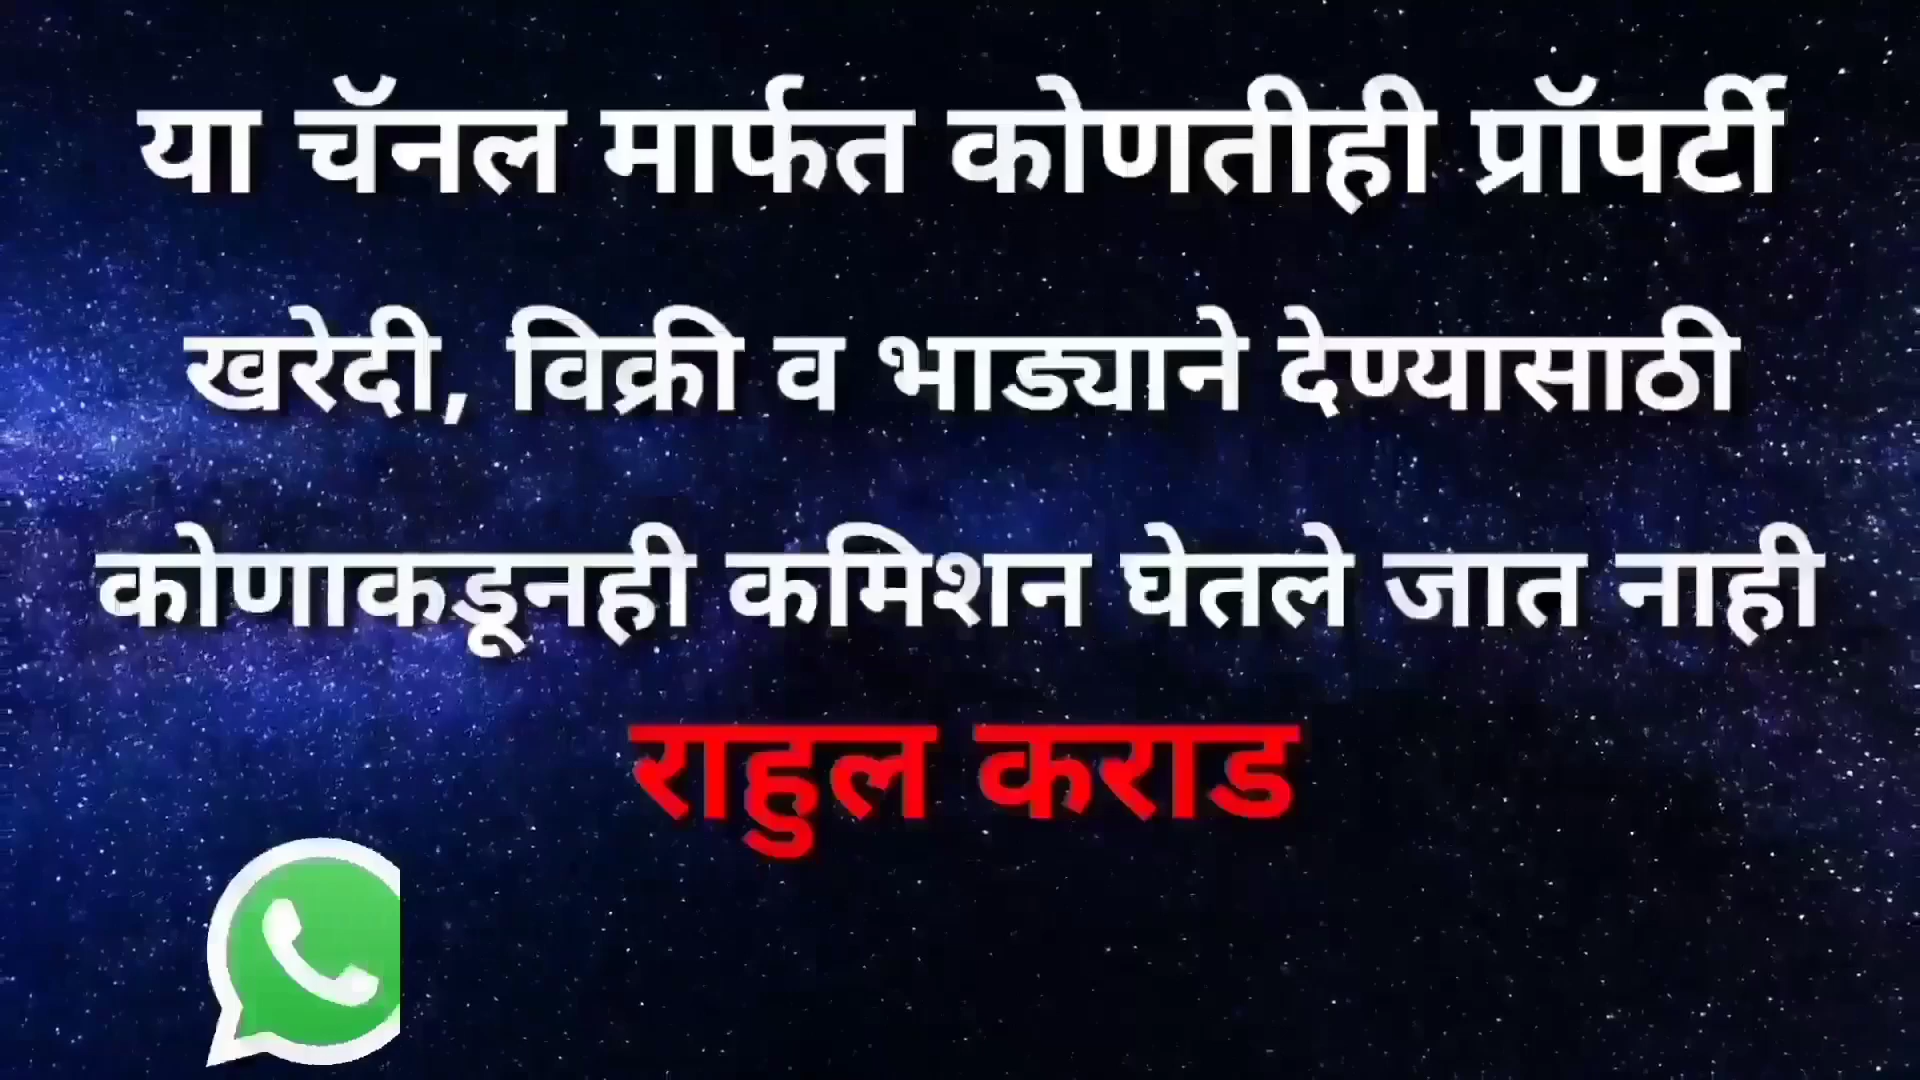 या चॅनल मार्फत कोणतीही प्रॉपर्टी
खरेदी, विक्री व भाड्याने देण्यासाठी
कोणाकडूनही कमिशन घेतले जात नाही
राहुल कराड